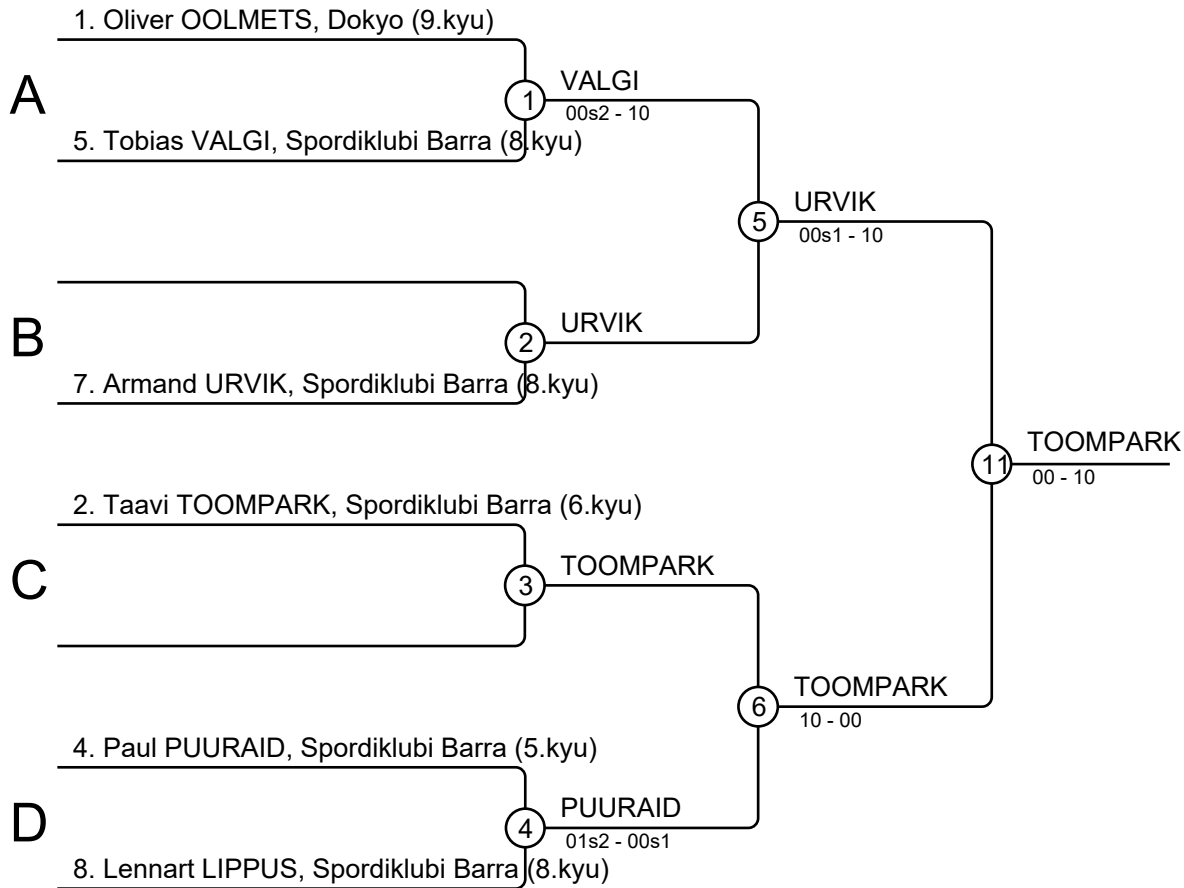 1. Oliver OOLMETS, Dokyo (9.kyu)
A
1
VALGI
00s2 - 10
5. Tobias VALGI, Spordiklubi Barra (8.kyu)
5
URVIK
00s1 - 10
B
2
URVIK
7. Armand URVIK, Spordiklubi Barra (8.kyu)
11
TOOMPARK
00 - 10
2. Taavi TOOMPARK, Spordiklubi Barra (6.kyu)
C
3
TOOMPARK
6
TOOMPARK
10 - 00
4. Paul PUURAID, Spordiklubi Barra (5.kyu)
D
4
PUURAID
01s2 - 00s1
8. Lennart LIPPUS, Spordiklubi Barra (8.kyu)